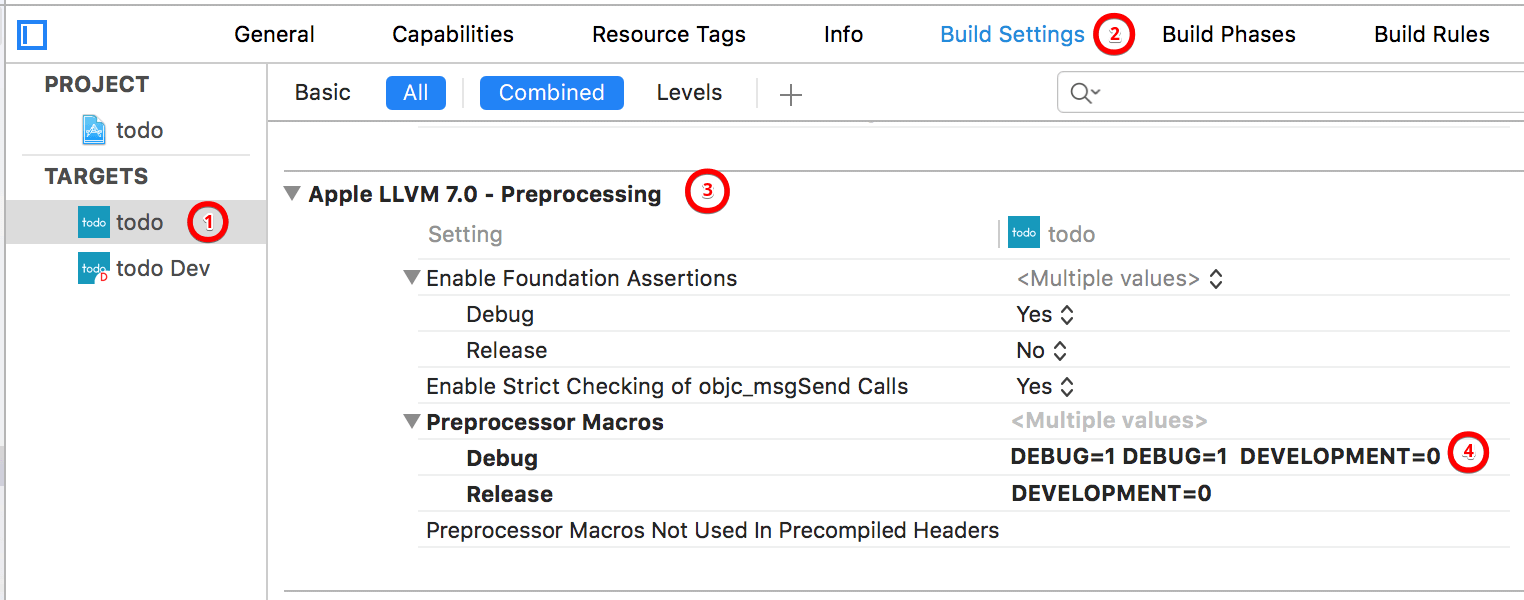 General Capabilities Resource Tags Info Build Settings 2 Build Phases Build Rules
PROJECT
todo
TARGETS
todo todo 1
todo D todo Dev
Basic All Combined Levels
Apple LLVM 7.0 - Preprocessing 3
Setting todo todo
Enable Foundation Assertions <Multiple values>
Debug Yes
Release No
Enable Strict Checking of objc_msgSend Calls Yes
Preprocessor Macros <Multiple values>
Debug DEBUG=1 DEBUG=1 DEVELOPMENT=0 4
Release DEVELOPMENT=0
Preprocessor Macros Not Used In Precompiled Headers